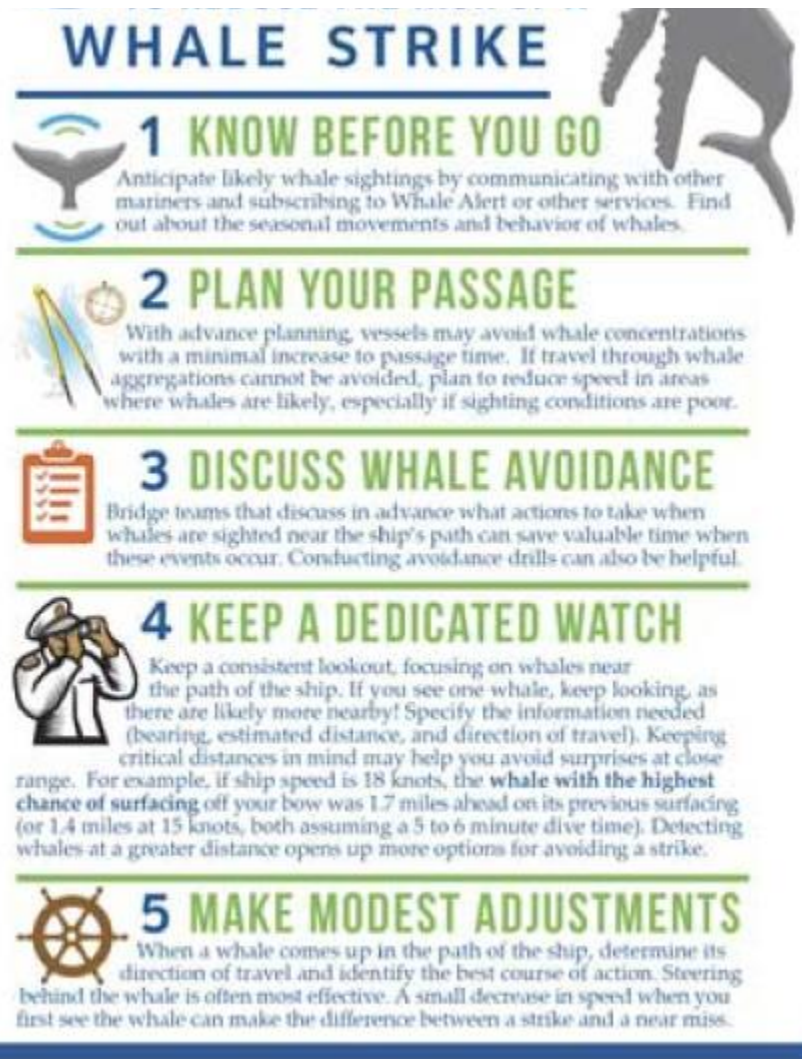 WHALE STRIKE
1 KNOW BEFORE YOU GO
Anticipate likely whale sightings by communicating with other
mariners and subscribing to Whale Alert or other services. Find
out about the seasonal movements and behavior of whales.
2 PLAN YOUR PASSAGE
With advance planning, vessels may avoid whale concentrations
with a minimal increase to passage time. If travel through whale
aggregations cannot be avoided, plan to reduce speed in areas
where whales are likely, especially if sighting conditions are poor.
3 DISCUSS WHALE AVOIDANCE
Bridge teams that discuss in advance what actions to take when
whales are sighted near the ship's path can save valuable time when
these events occur. Conducting avoidance drills can also be helpful.
4 KEEP A DEDICATED WATCH
Keep a consistent lookout, focusing on whales near
the path of the ship. If you see one whale, keep looking, as
there are likely more nearby! Specify the information needed
(bearing, estimated distance, and direction of travel). Keeping
critical distances in mind may help you avoid surprises at close
range. For example, if ship speed is 18 knots, the whale with the highest
chance of surfacing off your bow was 1.7 miles ahead on its previous surfacing
(or 1.4 miles at 15 knots, both assuming a 5 to 6 minute dive time). Detecting
whales at a greater distance opens up more options for avoiding a strike.
5 MAKE MODEST ADJUSTMENTS
When a whale comes up in the path of the ship, determine its
direction of travel and identify the best course of action. Steering
behind the whale is often most effective. A small decrease in speed when you
first see the whale can make the difference between a strike and a near miss.